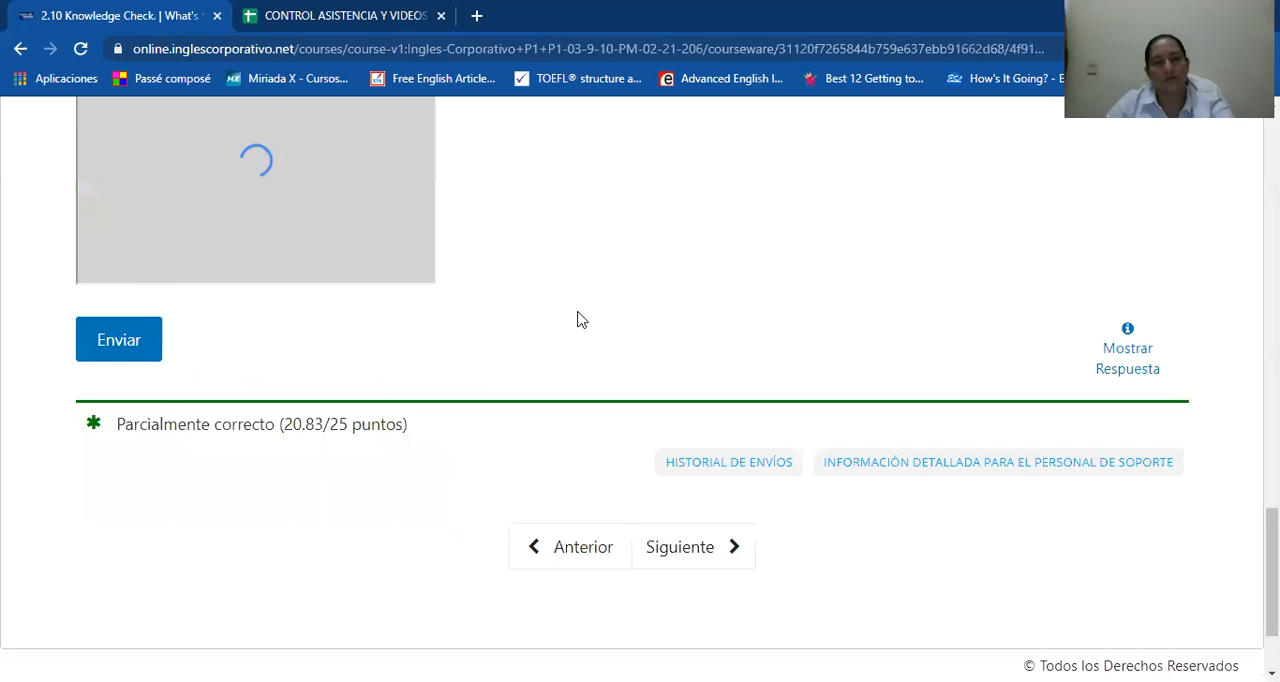 2.10 Knowledge Check. | What's
CONTROL ASISTENCIA Y VIDEOS
online.inglescorporativo.net/courses/course-v1:Ingles-Corporativo+P1+P1-03-9-10-PM-02-21-206/courseware/31120f7265844b759e637ebb91662d68/4f91...
Aplicaciones
Passé composé
Miriada X - Cursos...
Free English Article...
TOEFL® structure a...
Advanced English l...
Best 12 Getting to...
How's It Going? - E
Enviar
Mostrar
Respuesta
Parcialmente correcto (20.83/25 puntos)
HISTORIAL DE ENVÍOS
INFORMACIÓN DETALLADA PARA EL PERSONAL DE SOPORTE
Anterior
Siguiente
© Todos los Derechos Reservados